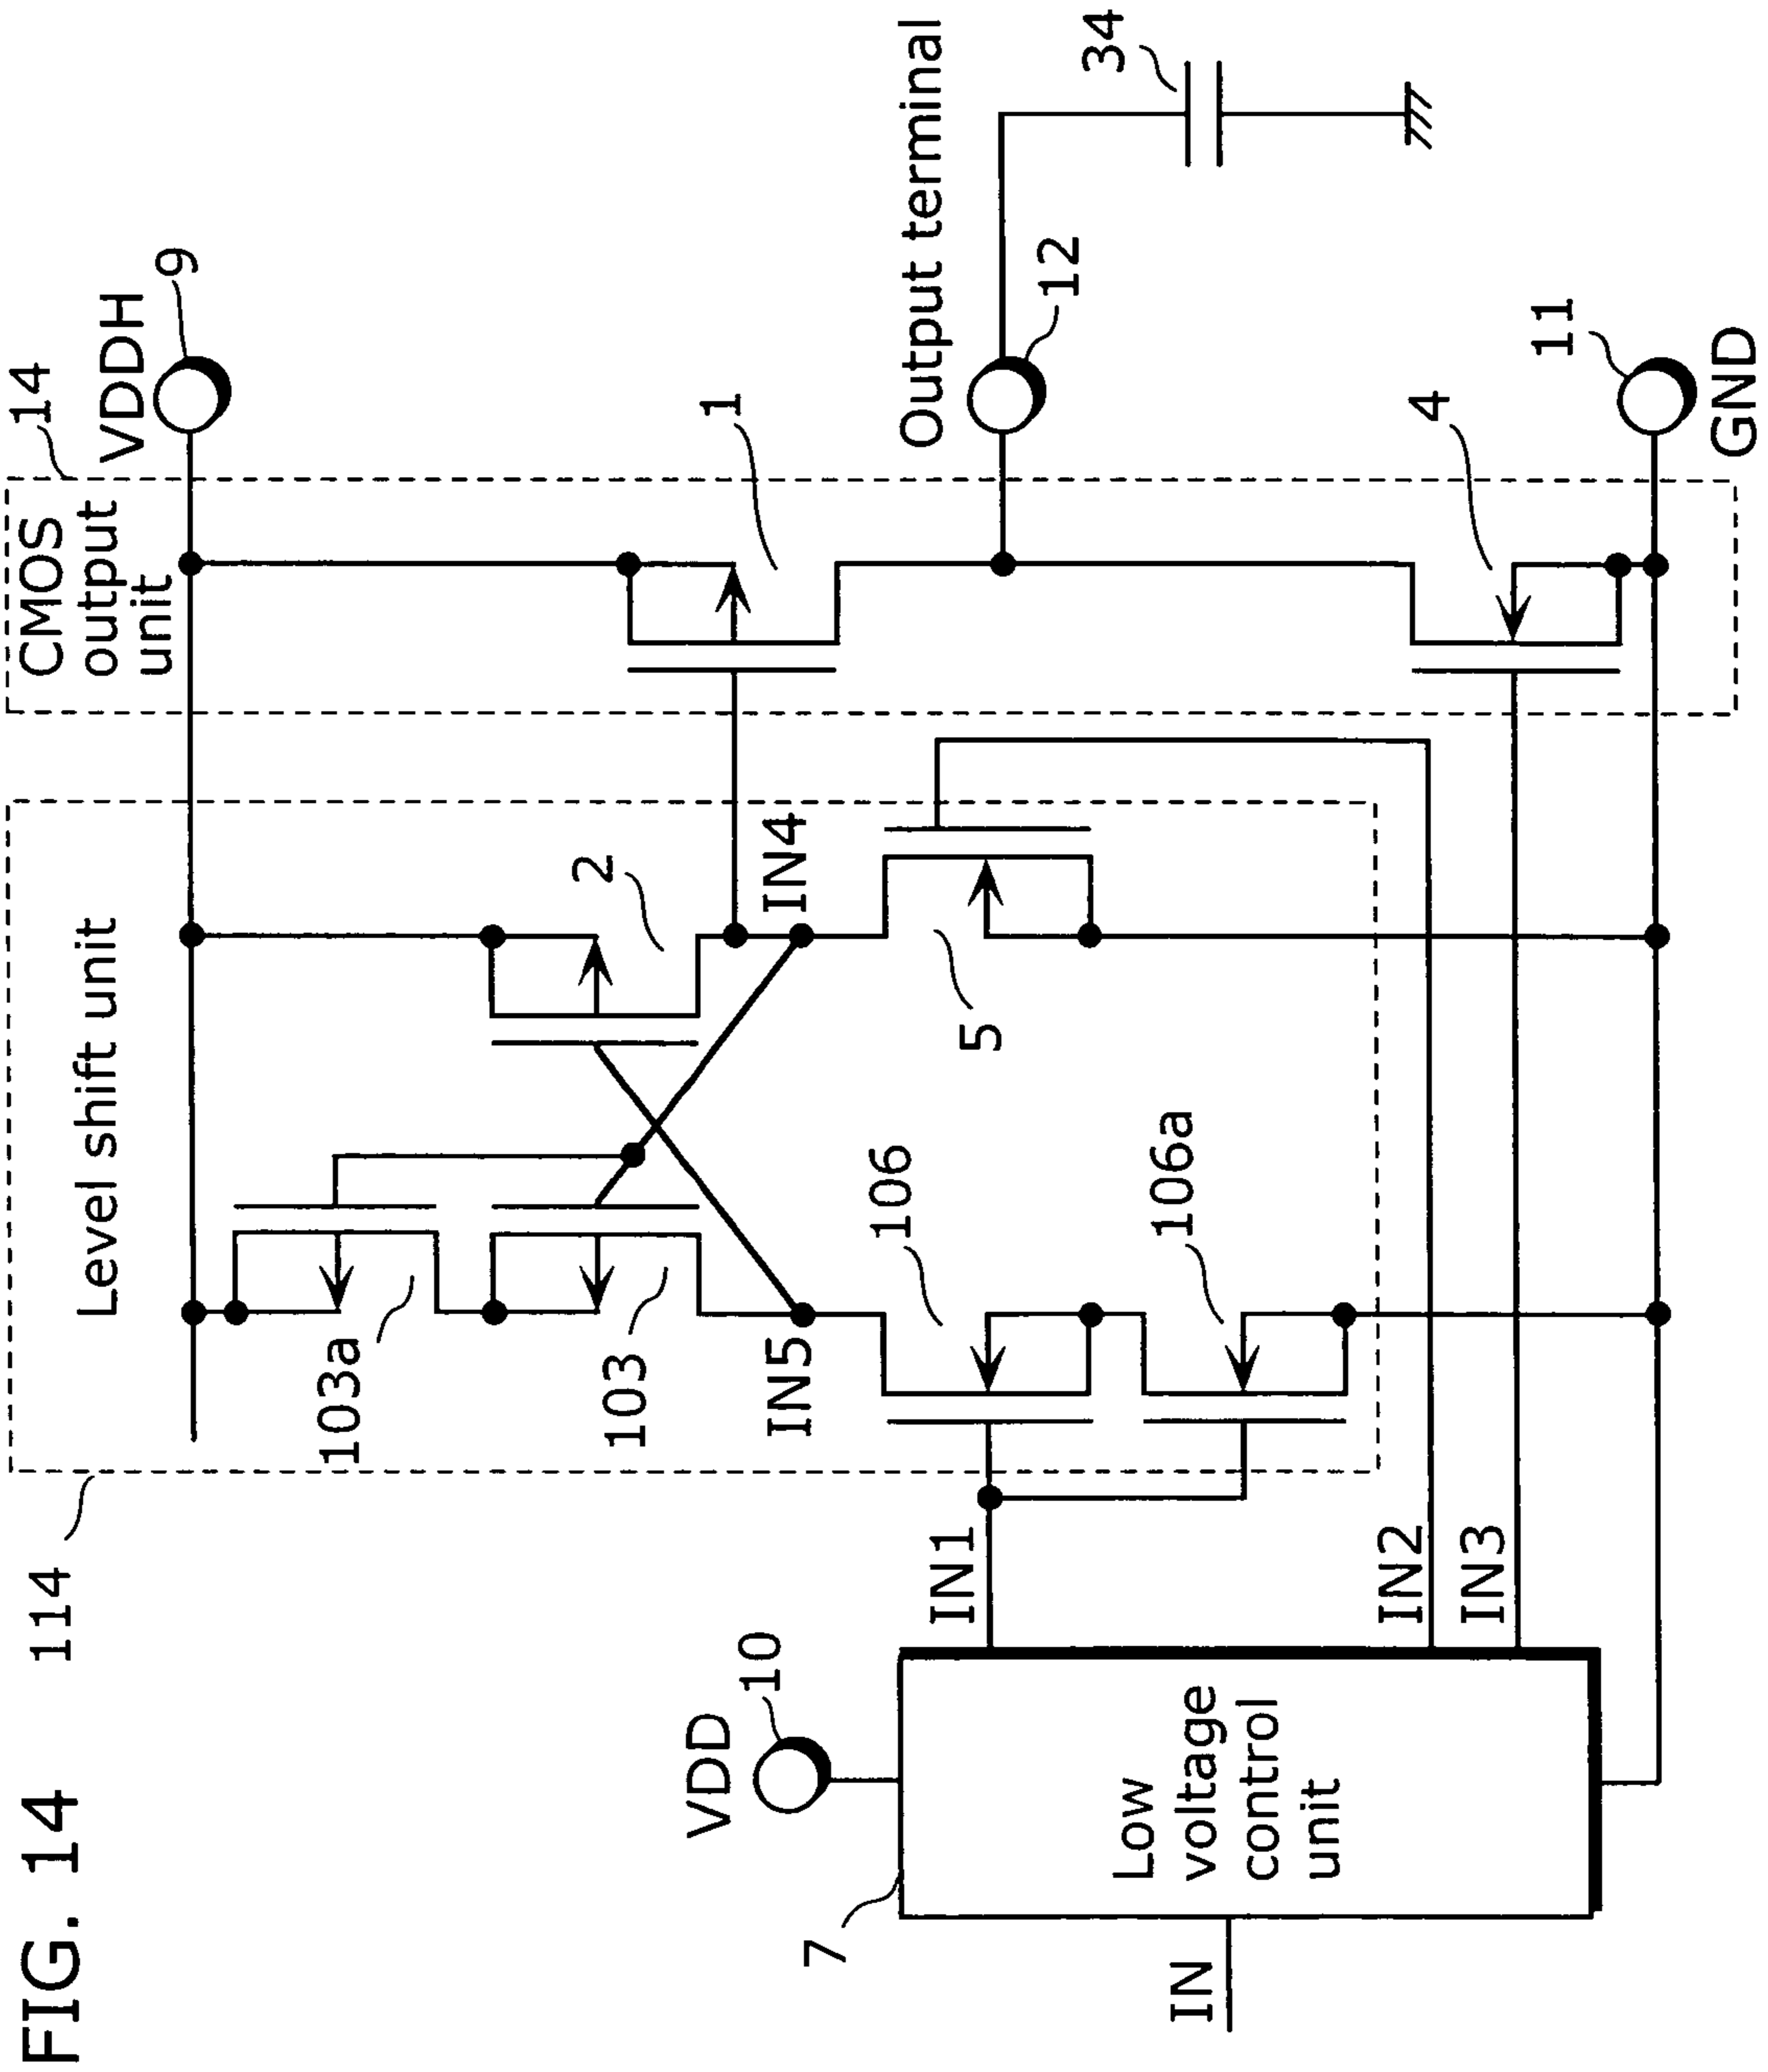 FIG. 14
114
Level shift unit
14
CMOS
output
unit
VDDH
9
103a
103
2
1
IN4
IN5
Output terminal
12
34
106
106a
5
4
11
GND
VDD
10
7
Low
voltage
control
unit
IN
IN1
IN2
IN3